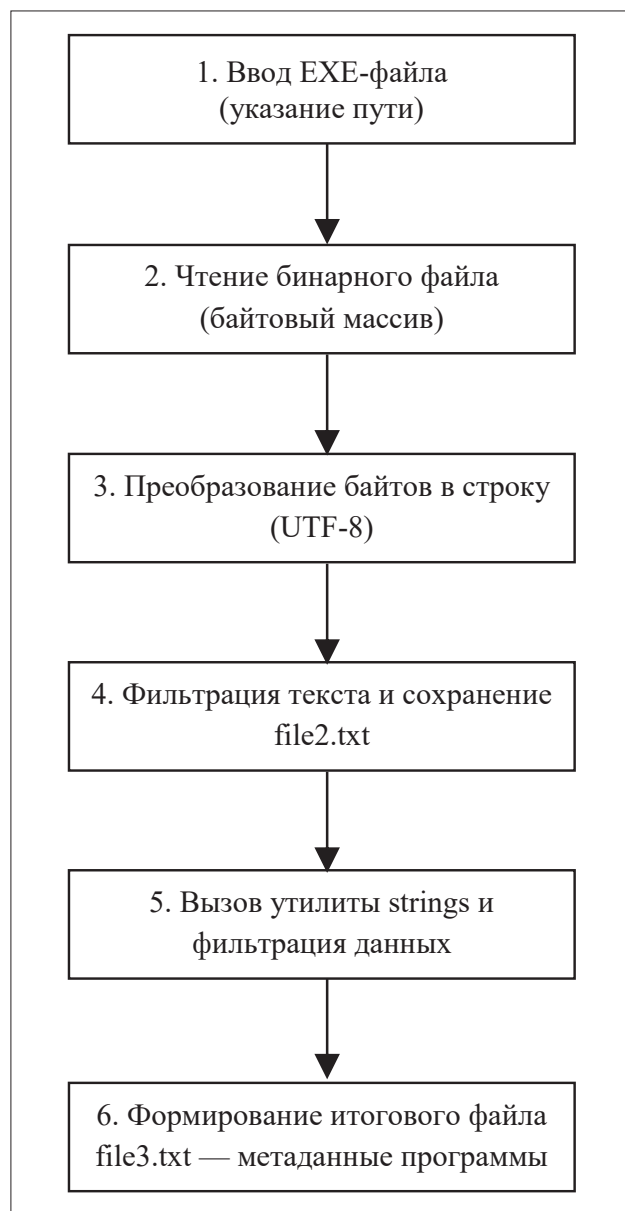 1. Ввод EXE-файла
(указание пути)
2. Чтение бинарного файла
(байтовый массив)
3. Преобразование байтов в строку
(UTF-8)
4. Фильтрация текста и сохранение
file2.txt
5. Вызов утилиты strings и
фильтрация данных
6. Формирование итогового файла
file3.txt — метаданные программы